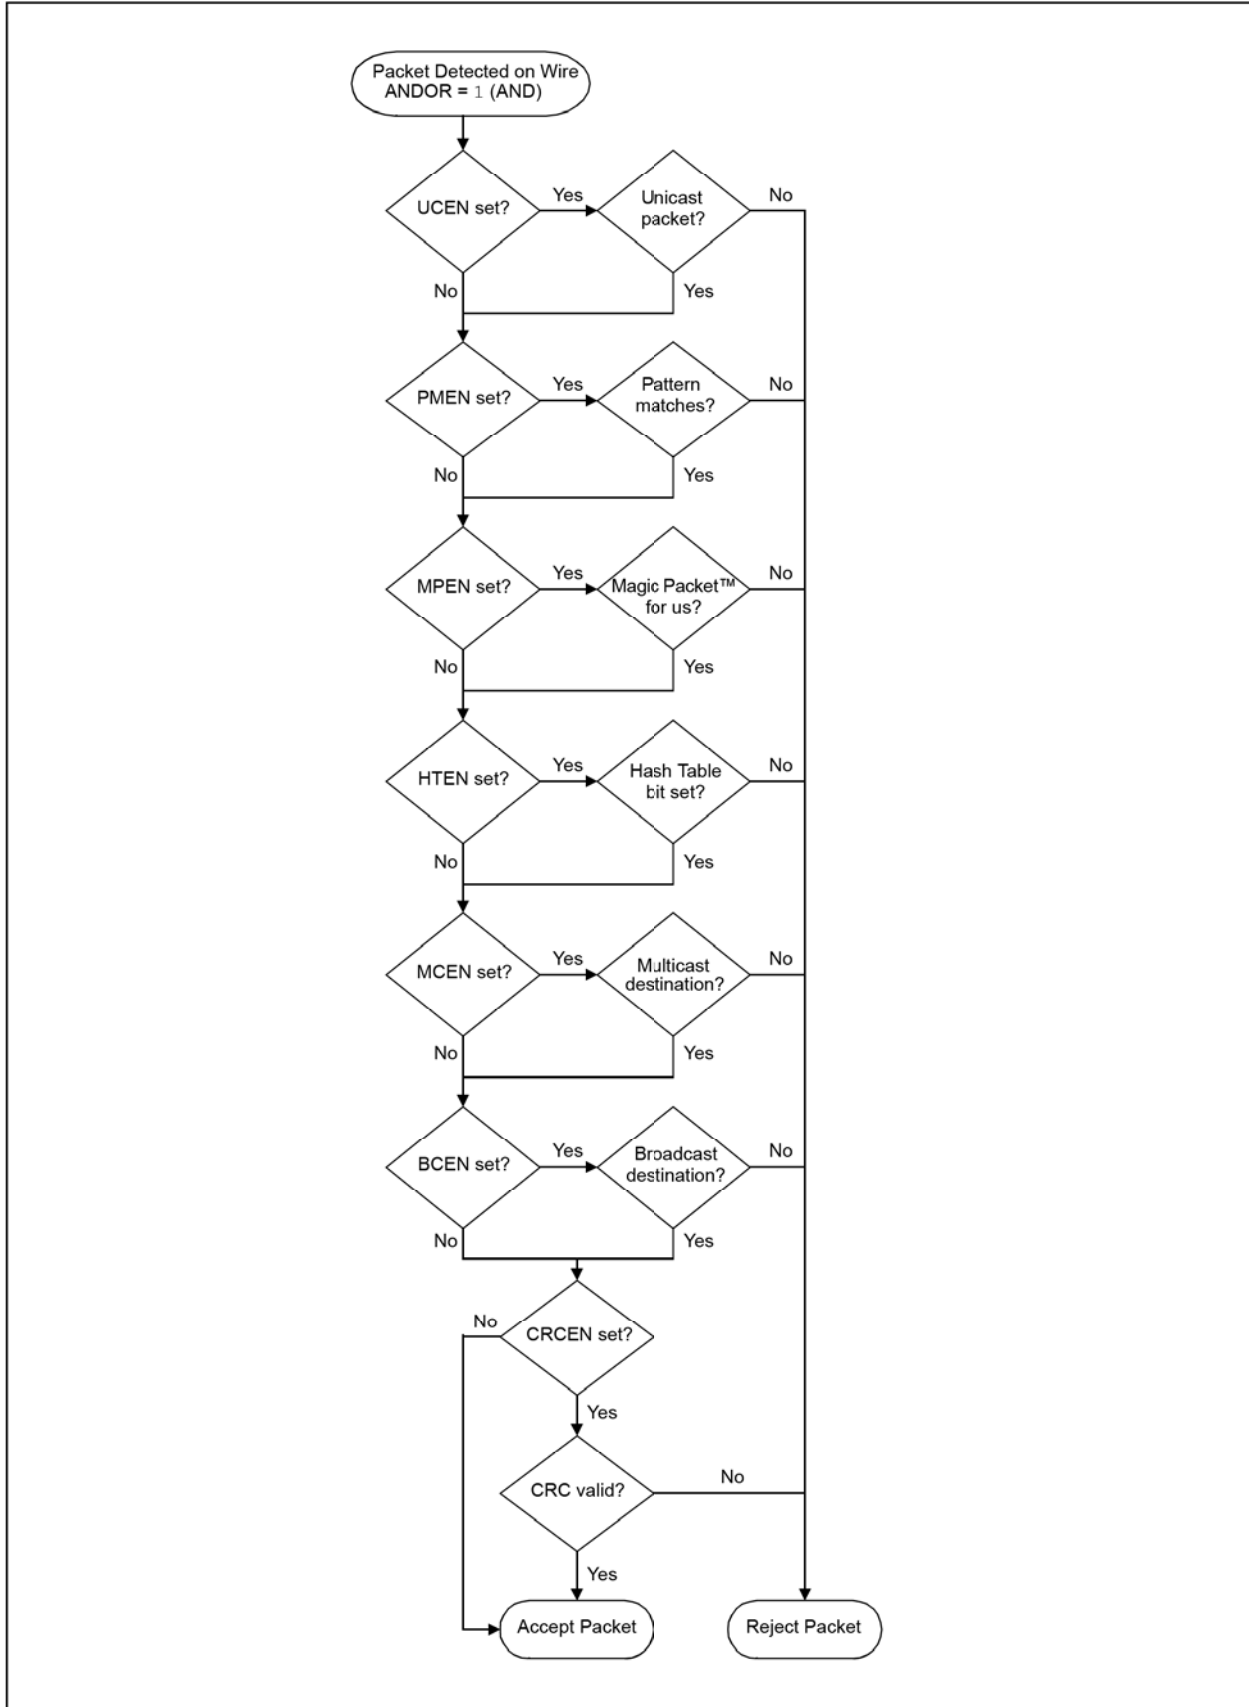 Packet Detected on Wire
ANDOR = 1 (AND)
UCEN set?
Yes
Unicast
packet?
No
No
Yes
PMEN set?
Yes
Pattern
matches?
No
No
Yes
MPEN set?
Yes
Magic Packet™
for us?
No
No
Yes
HTEN set?
Yes
Hash Table
bit set?
No
No
Yes
MCEN set?
Yes
Multicast
destination?
No
No
Yes
BCEN set?
Yes
Broadcast
destination?
No
No
Yes
No
CRCEN set?
Yes
CRC valid?
No
Yes
Accept Packet
Reject Packet